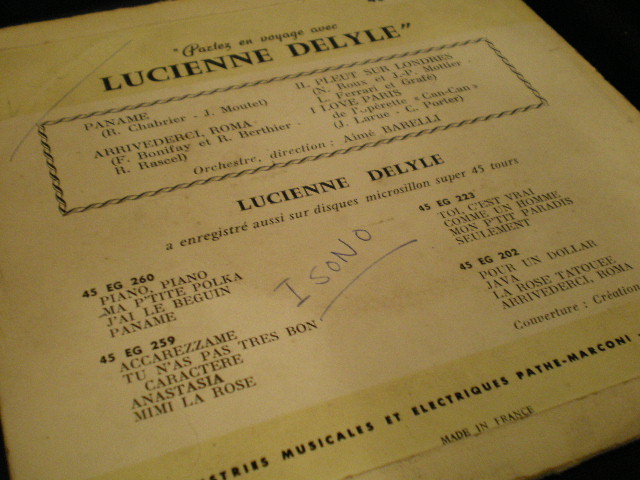 "Partez en voyage avec
LUCIENNE DELYLE"
PANAME
(R. Chabrier - J. Moutet)
ARRIVEDERCI, ROMA
(F. Bonifay et R. Berthier
R. Rascel)
IL PLEUT SUR LONDRES
(N. Roux et J.-P. Mottier
L. Ferrari et Grafé)
I LOVE PARIS
de l'opérette « Can-Can »
(J. Larue - C. Porter)
Orchestre, direction : Aimé BARELLI
LUCIENNE DELYLE
a enregistré aussi sur disques microsillon super 45 tours
45 EG 260
PIANO, PIANO
MA P'TITE POLKA
J'AI LE BEGUIN
PANAME
45 EG 259
ACCAREZZAME
TU N'AS PAS TRES BON
CARACTERE
ANASTASIA
MIMI LA ROSE
I SONO
45 EG 223
TOI, C'EST VRAI
COMME UN HOMME
MON P'TIT PARADIS
SEULEMENT
45 EG 202
POUR UN DOLLAR
JAVA
LA ROSE TATOUEE
ARRIVEDERCI, ROMA
Couverture : Création
STRIES MUSICALES ET ELECTRIQUES PATHE-MARCONI
MADE IN FRANCE